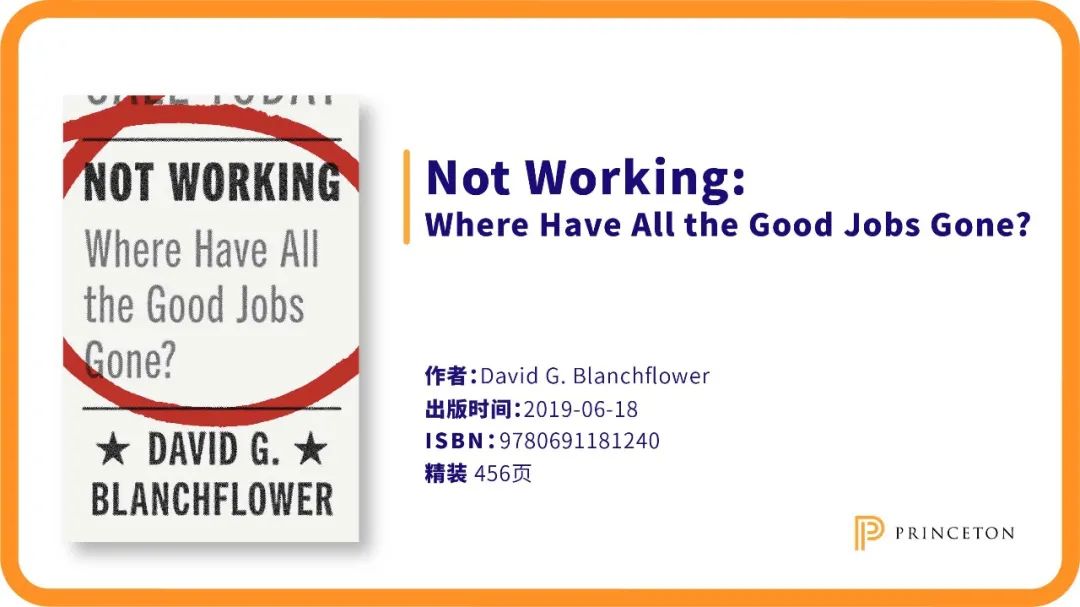 CALL TODAY
NOT WORKING
Where Have All
the Good Jobs
Gone?
★ DAVID G. ★
BLANCHFLOWER
Not Working:
Where Have All the Good Jobs Gone?
作者：David G. Blanchflower
出版时间：2019-06-18
ISBN：9780691181240
精装 456页
PRINCETON